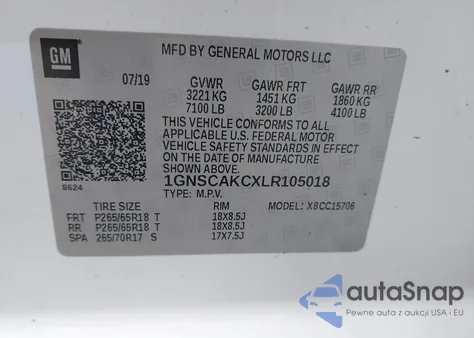 GM
MFD BY GENERAL MOTORS LLC
07/19 GVWR GAWR FRT GAWR RR
3221 KG 1451 KG 1860 KG
7100 LB 3200 LB 4100 LB
THIS VEHICLE CONFORMS TO ALL
APPLICABLE U.S. FEDERAL MOTOR
VEHICLE SAFETY STANDARDS IN EFFECT
ON THE DATE OF MANUFACTURE
SHOWN ABOVE.
8624 1GNSCAKCXLR105018
TYPE: M.P.V. MODEL: X8CC15706
TIRE SIZE RIM
FRT P265/65R18 T 18X8.5J
RR P265/65R18 T 18X8.5J
SPA 265/70R17 S 17X7.5J
autoSnap
Pewne auta z aukcji USA i EU